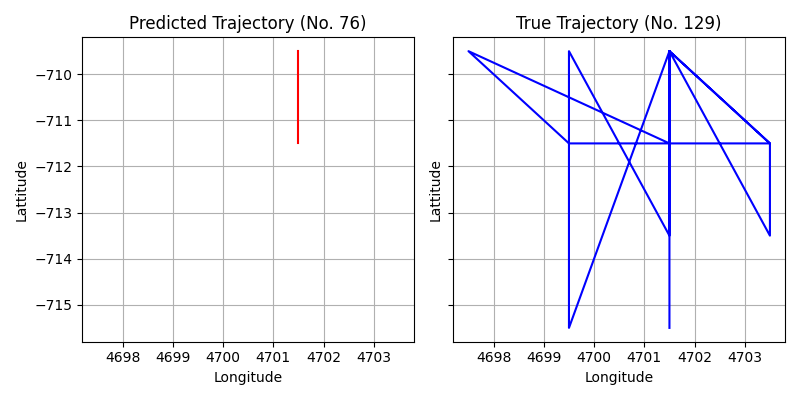 Predicted Trajectory (No. 76)
True Trajectory (No. 129)
−710
−711
−712
−713
−714
−715
Lattitude
Lattitude
4698 4699 4700 4701 4702 4703
4698 4699 4700 4701 4702 4703
Longitude
Longitude